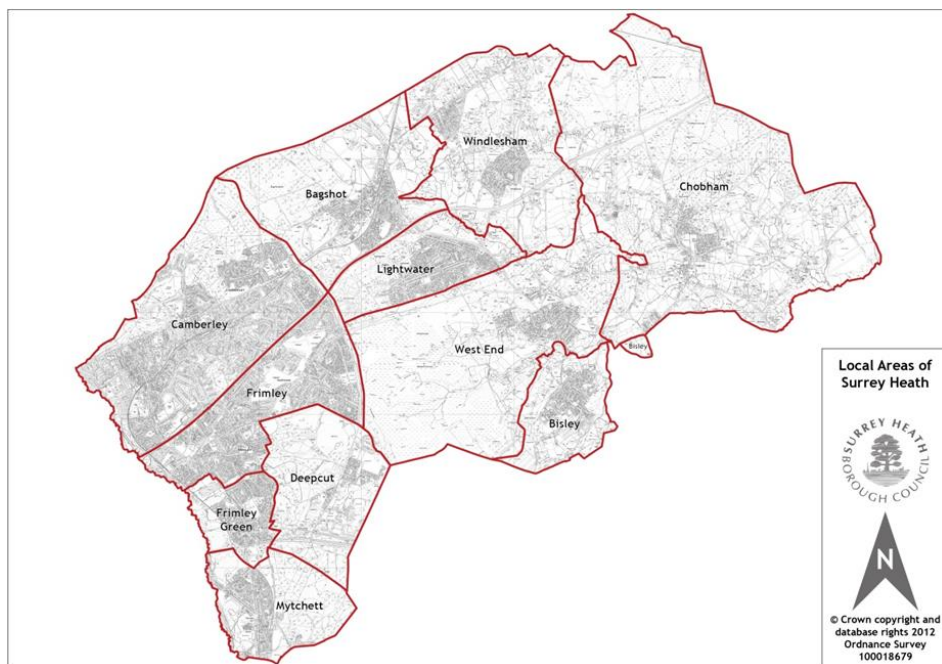 Windlesham
Chobham
Bagshot
Lightwater
Camberley
West End
Bisley
Frimley
Bisley
Deepcut
Frimley
Green
Mytchett
Local Areas of
Surrey Heath
SURREY HEATH
BOROUGH COUNCIL
N
© Crown copyright and
database rights 2012
Ordnance Survey
100018679